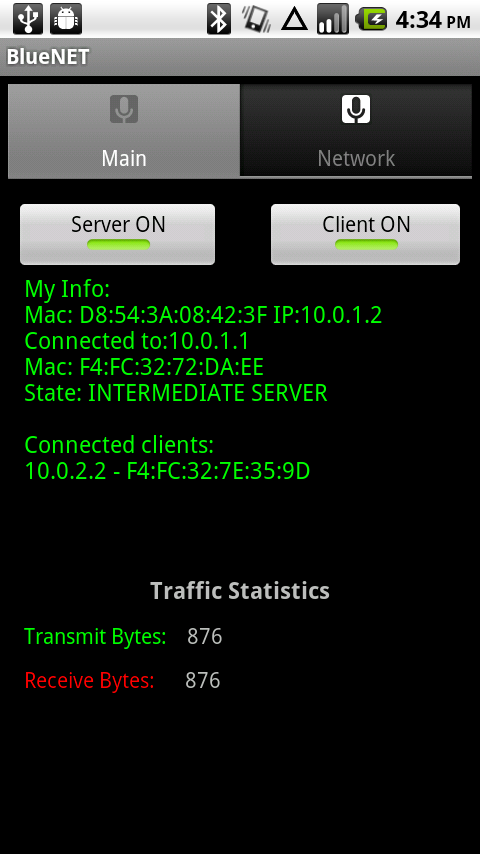 4:34 PM
BlueNET
Main Network
Server ON Client ON
My Info:
Mac: D8:54:3A:08:42:3F IP:10.0.1.2
Connected to:10.0.1.1
Mac: F4:FC:32:72:DA:EE
State: INTERMEDIATE SERVER
Connected clients:
10.0.2.2 - F4:FC:32:7E:35:9D
Traffic Statistics
Transmit Bytes: 876
Receive Bytes: 876